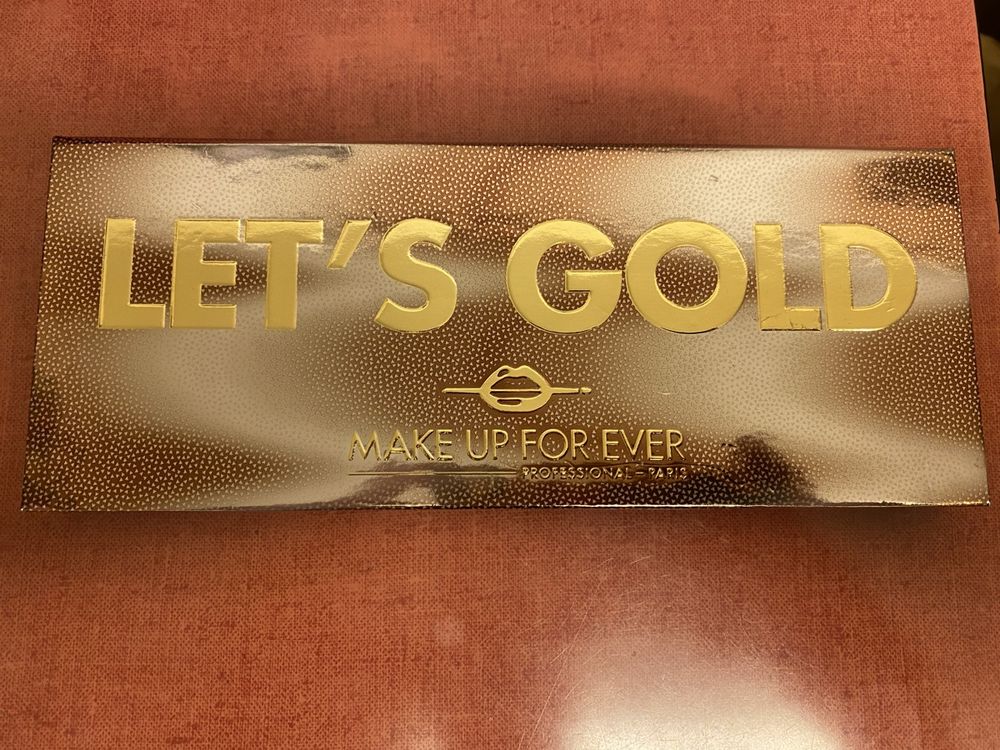 LET'S GOLD
MAKE UP FOR EVER
PROFESSIONAL – PARIS